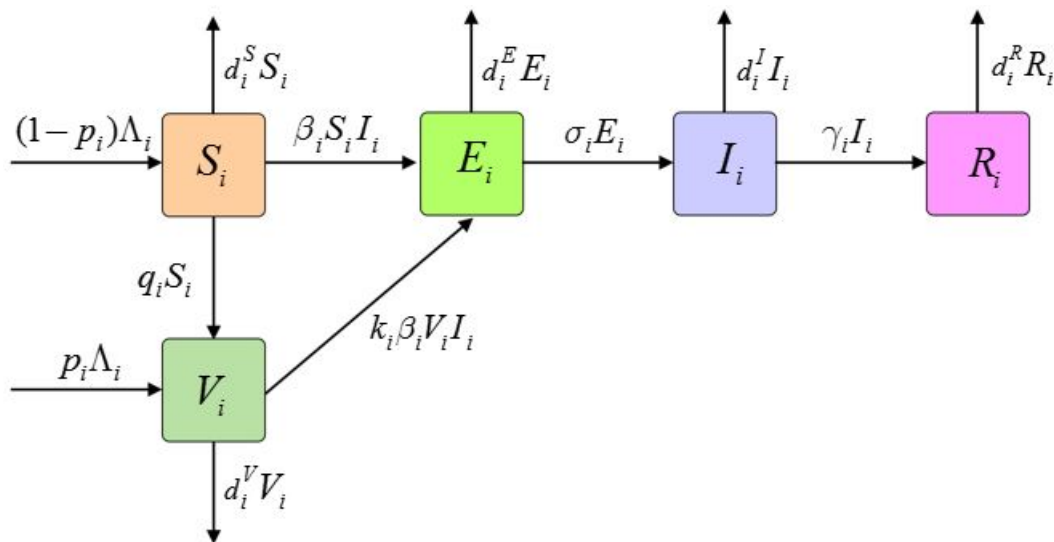 d_i^S S_i
d_i^E E_i
d_i^I I_i
d_i^R R_i
(1− p_i)Λ_i
S_i
β_i S_i I_i
E_i
σ_i E_i
I_i
γ_i I_i
R_i
q_i S_i
k_i β_i V_i I_i
p_i Λ_i
V_i
d_i^V V_i